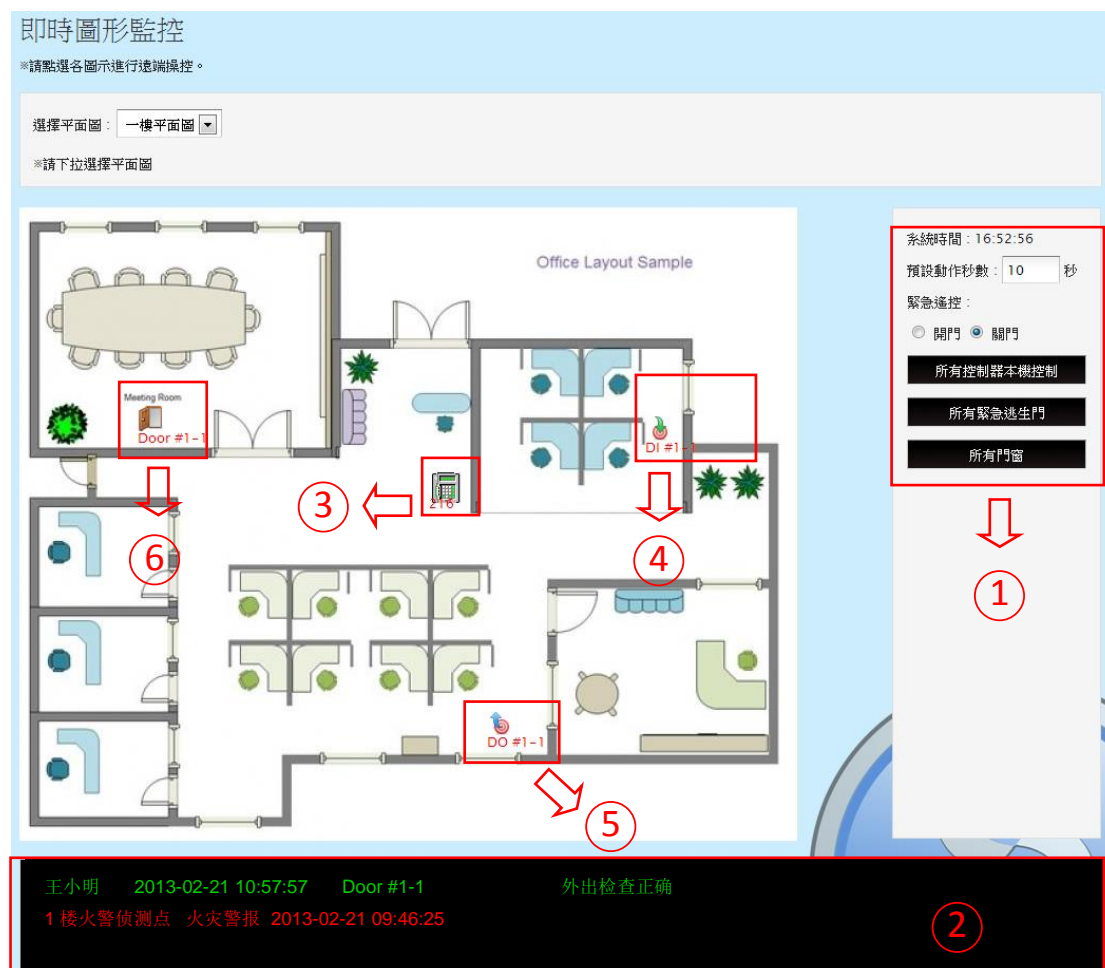 即時圖形監控
※請點選各圖示進行遠端操控。
選擇平面圖： 一樓平面圖
※請下拉選擇平面圖
Office Layout Sample
Meeting Room
Door #1-1
216
DI #1-1
DO #1-1
③
④
⑥
⑤
系統時間：16:52:56
預設動作秒數： 10 秒
緊急遙控：
開門 關門
所有控制器本機控制
所有緊急逃生門
所有門窗
①
王小明 2013-02-21 10:57:57 Door #1-1 外出检查正确
1 楼火警侦测点 火灾警报 2013-02-21 09:46:25
②